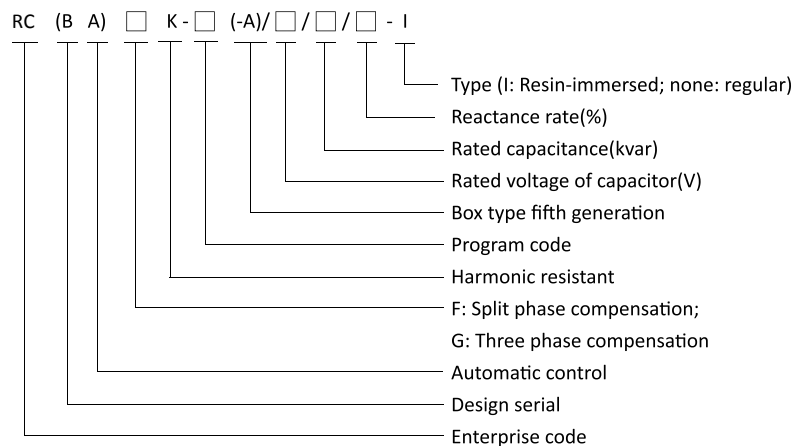 RC (B A) □ K - □ (-A)/ □ / □ / □ - I
Type (I: Resin-immersed; none: regular)
Reactance rate(%)
Rated capacitance(kvar)
Rated voltage of capacitor(V)
Box type fifth generation
Program code
Harmonic resistant
F: Split phase compensation;
G: Three phase compensation
Automatic control
Design serial
Enterprise code